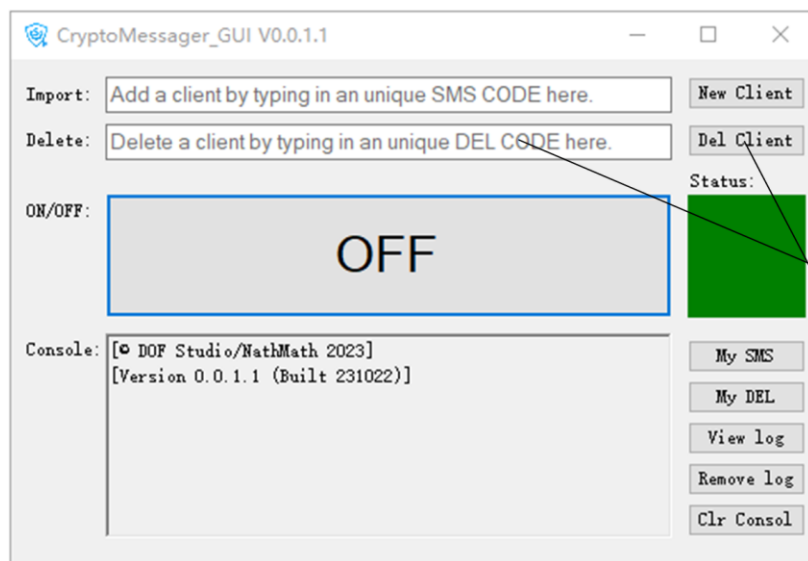 CryptoMessager_GUI V0.0.1.1
Import: Add a client by typing in an unique SMS CODE here. New Client
Delete: Delete a client by typing in an unique DEL CODE here. Del Client
Status:
ON/OFF: OFF
Console: [© DOF Studio/NathMath 2023]
[Version 0.0.1.1 (Built 231022)]
My SMS
My DEL
View log
Remove log
Clr Consol